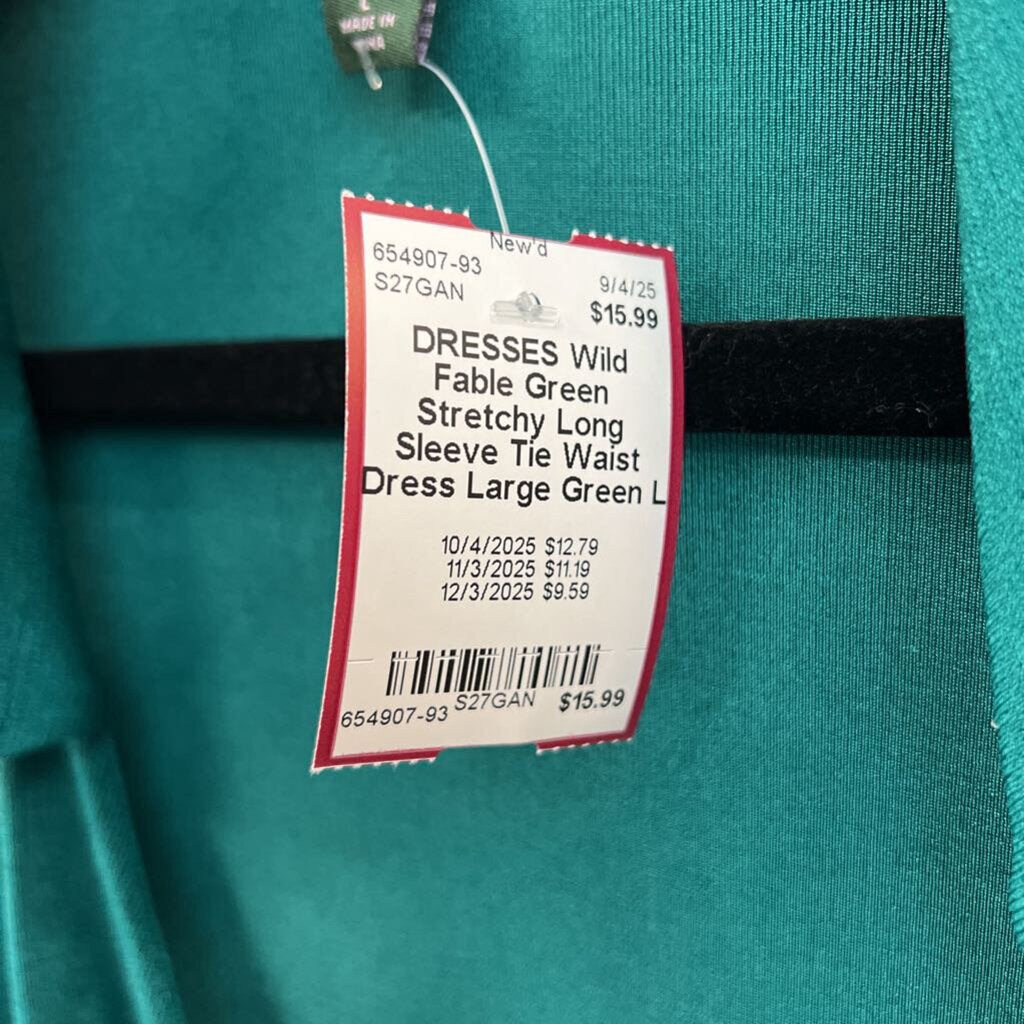 L
MADE IN
New'd
654907-93
S27GAN
9/4/25
$15.99
DRESSES Wild
Fable Green
Stretchy Long
Sleeve Tie Waist
Dress Large Green L
10/4/2025 $12.79
11/3/2025 $11.19
12/3/2025 $9.59
654907-93 S27GAN $15.99